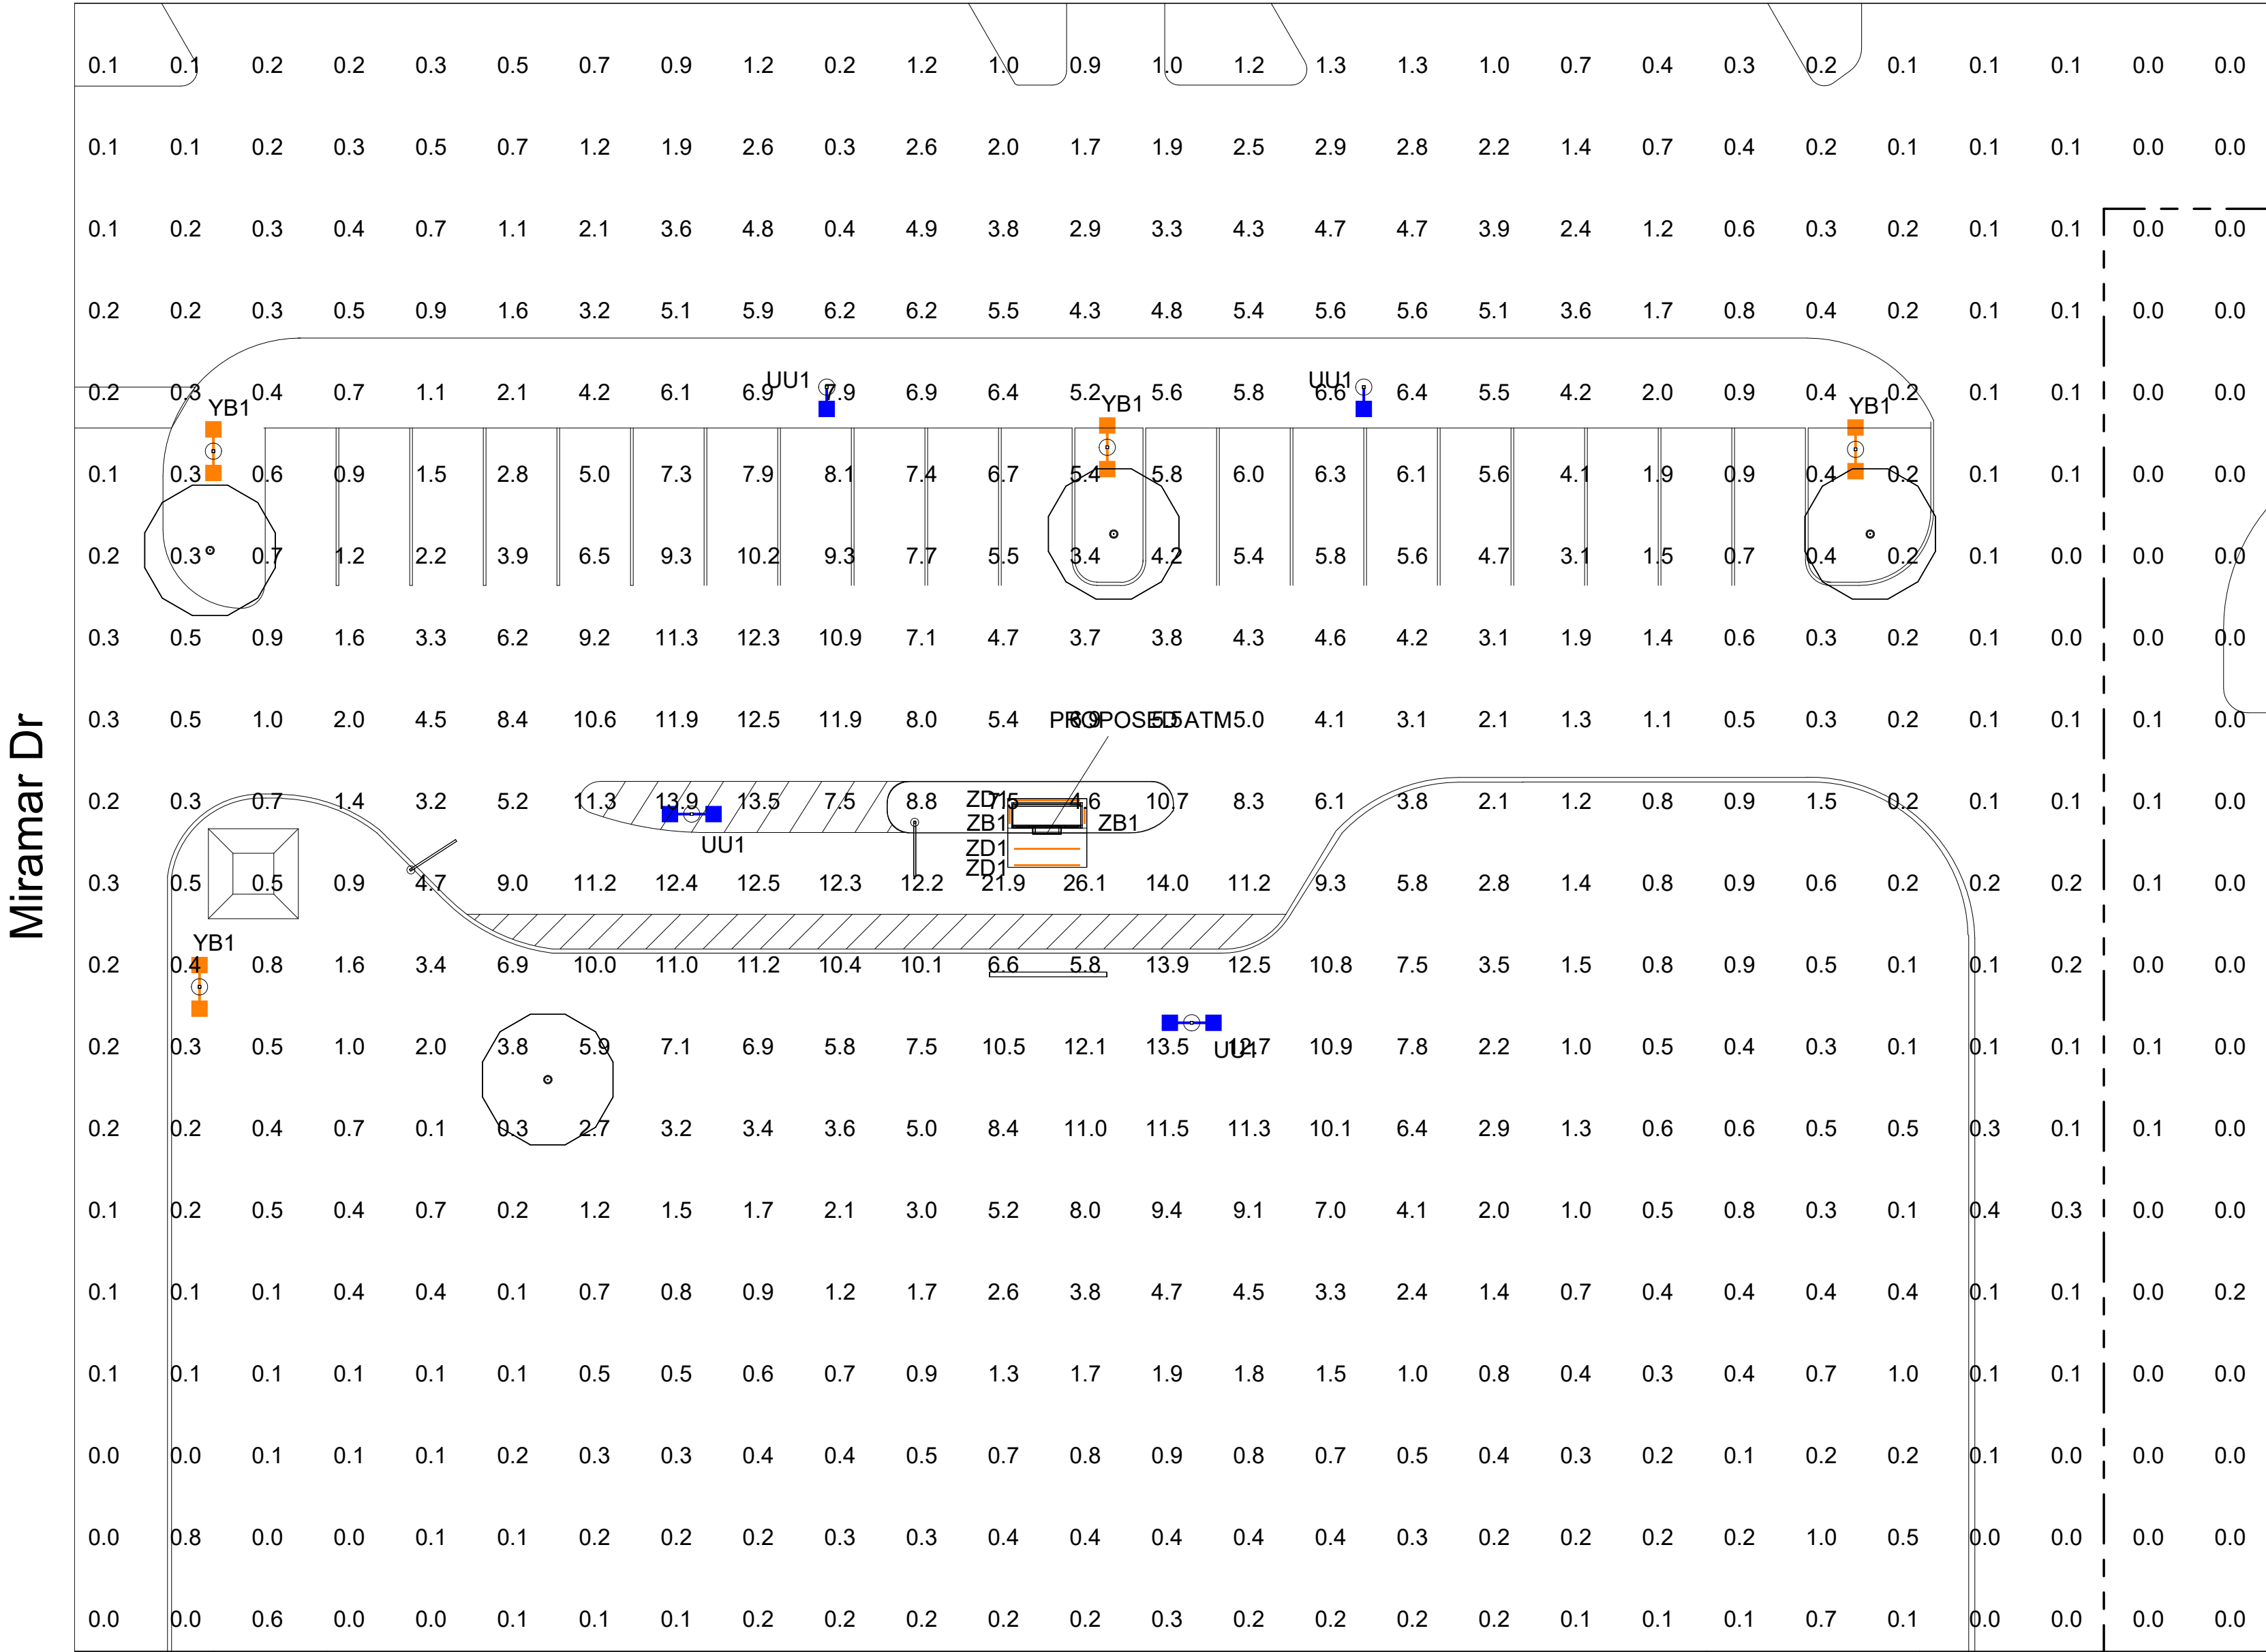 0.1 0.1 0.2 0.2 0.3 0.5 0.7 0.9 1.2 0.2 1.2 1.0 0.9 1.0 1.2 1.3 1.3 1.0 0.7 0.4 0.3 0.2 0.1 0.1 0.1 0.0 0.0
0.1 0.1 0.2 0.3 0.5 0.7 1.2 1.9 2.6 0.3 2.6 2.0 1.7 1.9 2.5 2.9 2.8 2.2 1.4 0.7 0.4 0.2 0.1 0.1 0.1 0.0 0.0
0.1 0.2 0.3 0.4 0.7 1.1 2.1 3.6 4.8 0.4 4.9 3.8 2.9 3.3 4.3 4.7 4.7 3.9 2.4 1.2 0.6 0.3 0.2 0.1 0.1 0.0 0.0
0.2 0.2 0.3 0.5 0.9 1.6 3.2 5.1 5.9 6.2 6.2 5.5 4.3 4.8 5.4 5.6 5.6 5.1 3.6 1.7 0.8 0.4 0.2 0.1 0.1 0.0 0.0
UU1 UU1
0.2 0.3 0.4 0.7 1.1 2.1 4.2 6.1 6.9 7.9 6.9 6.4 5.2 5.6 5.8 6.6 6.4 5.5 4.2 2.0 0.9 0.4 0.2 0.1 0.1 0.0 0.0
YB1 YB1 YB1
0.1 0.3 0.6 0.9 1.5 2.8 5.0 7.3 7.9 8.1 7.4 6.7 5.4 5.8 6.0 6.3 6.1 5.6 4.1 1.9 0.9 0.4 0.2 0.1 0.1 0.0 0.0
0.2 0.3 0.7 1.2 2.2 3.9 6.5 9.3 10.2 9.3 7.7 5.5 3.4 4.2 5.4 5.8 5.6 4.7 3.1 1.5 0.7 0.4 0.2 0.1 0.0 0.0 0.0
0.3 0.5 0.9 1.6 3.3 6.2 9.2 11.3 12.3 10.9 7.1 4.7 3.7 3.8 4.3 4.6 4.2 3.1 1.9 1.4 0.6 0.3 0.2 0.1 0.0 0.0 0.0
0.3 0.5 1.0 2.0 4.5 8.4 10.6 11.9 12.5 11.9 8.0 5.4 6.9 5.5 5.0 4.1 3.1 2.1 1.3 1.1 0.5 0.3 0.2 0.1 0.1 0.1 0.0
PROPOSED ATM
Miramar Dr
0.2 0.3 0.7 1.4 3.2 5.2 11.3 13.9 13.5 7.5 8.8 7.5 4.6 10.7 8.3 6.1 3.8 2.1 1.2 0.8 0.9 1.5 0.2 0.1 0.1 0.1 0.0
ZD1
ZB1 ZB1
UU1 ZD1
ZD1
0.3 0.5 0.5 0.9 4.7 9.0 11.2 12.4 12.5 12.3 12.2 21.9 26.1 14.0 11.2 9.3 5.8 2.8 1.4 0.8 0.9 0.6 0.2 0.2 0.2 0.1 0.0
YB1
0.2 0.4 0.8 1.6 3.4 6.9 10.0 11.0 11.2 10.4 10.1 6.6 5.8 13.9 12.5 10.8 7.5 3.5 1.5 0.8 0.9 0.5 0.1 0.1 0.2 0.0 0.0
0.2 0.3 0.5 1.0 2.0 3.8 5.9 7.1 6.9 5.8 7.5 10.5 12.1 13.5 12.7 10.9 7.8 2.2 1.0 0.5 0.4 0.3 0.1 0.1 0.1 0.1 0.0
UU1
0.2 0.2 0.4 0.7 0.1 0.3 2.7 3.2 3.4 3.6 5.0 8.4 11.0 11.5 11.3 10.1 6.4 2.9 1.3 0.6 0.6 0.5 0.5 0.3 0.1 0.1 0.0
0.1 0.2 0.5 0.4 0.7 0.2 1.2 1.5 1.7 2.1 3.0 5.2 8.0 9.4 9.1 7.0 4.1 2.0 1.0 0.5 0.8 0.3 0.1 0.4 0.3 0.0 0.0
0.1 0.1 0.1 0.4 0.4 0.1 0.7 0.8 0.9 1.2 1.7 2.6 3.8 4.7 4.5 3.3 2.4 1.4 0.7 0.4 0.4 0.4 0.4 0.1 0.1 0.0 0.2
0.1 0.1 0.1 0.1 0.1 0.1 0.5 0.5 0.6 0.7 0.9 1.3 1.7 1.9 1.8 1.5 1.0 0.8 0.4 0.3 0.4 0.7 1.0 0.1 0.1 0.0 0.0
0.0 0.0 0.1 0.1 0.1 0.2 0.3 0.3 0.4 0.4 0.5 0.7 0.8 0.9 0.8 0.7 0.5 0.4 0.3 0.2 0.1 0.2 0.2 0.1 0.0 0.0 0.0
0.0 0.8 0.0 0.0 0.1 0.1 0.2 0.2 0.2 0.3 0.3 0.4 0.4 0.4 0.4 0.4 0.3 0.2 0.2 0.2 0.2 1.0 0.5 0.0 0.0 0.0 0.0
0.0 0.0 0.6 0.0 0.0 0.1 0.1 0.1 0.2 0.2 0.2 0.2 0.2 0.3 0.2 0.2 0.2 0.2 0.1 0.1 0.1 0.7 0.1 0.0 0.0 0.0 0.0